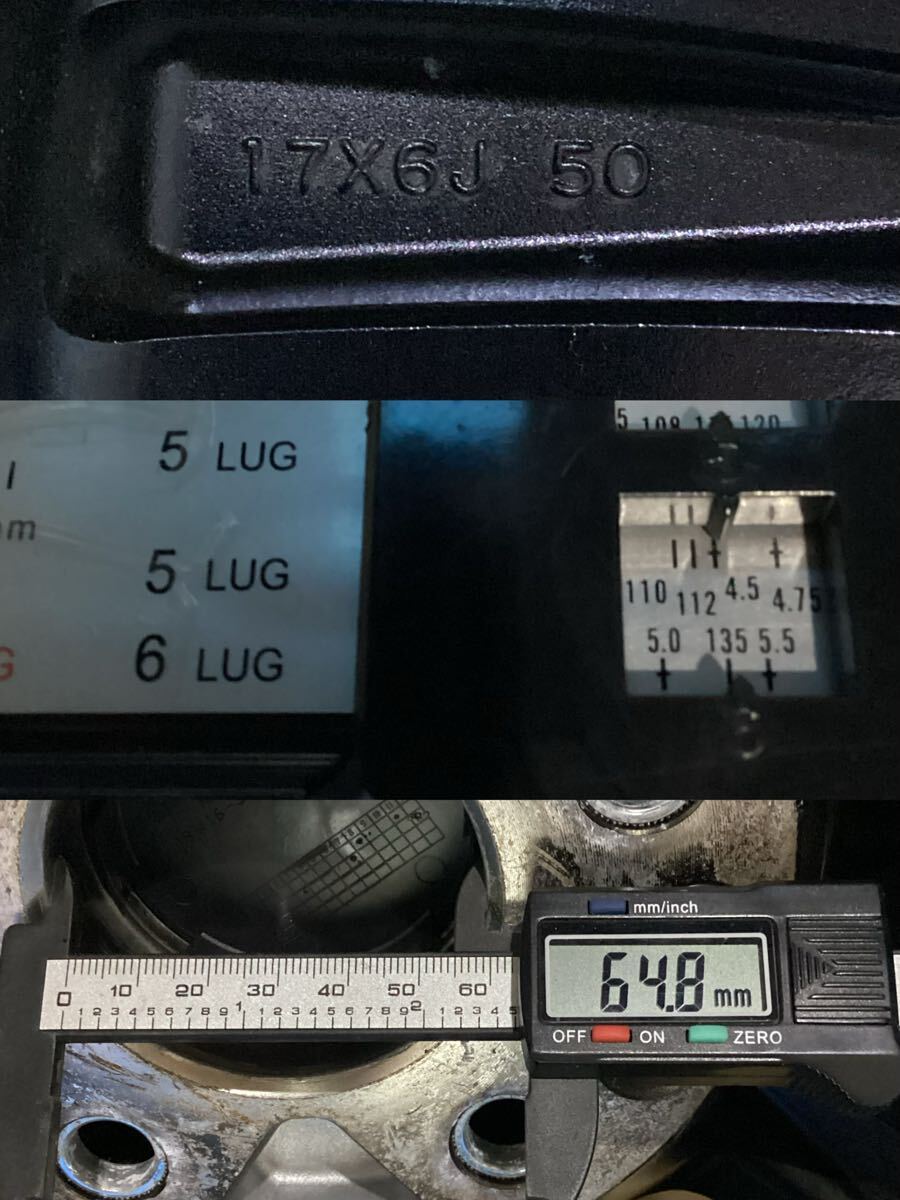 17X6J 50
5 108 120
5 LUG
5 LUG
6 LUG
110 112 4.5 4.75
5.0 135 5.5
mm/inch
64.8 mm
OFF ON ZERO
0 10 20 30 40 50 60
1 2 3 4 5 6 7 8 9 1 1 2 3 4 5 6 7 8 9 2 1 2 3 4 5